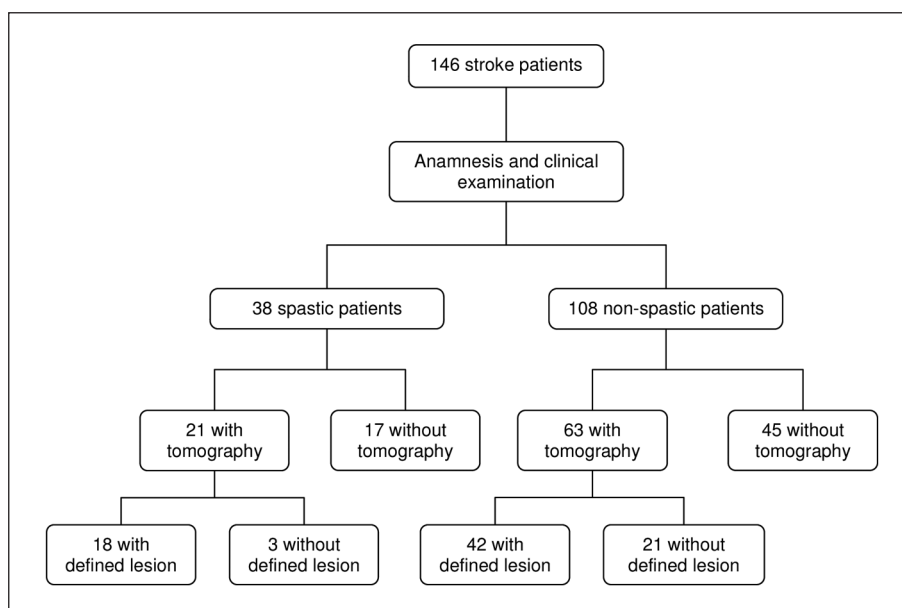 146 stroke patients
Anamnesis and clinical
examination
38 spastic patients
108 non-spastic patients
21 with
tomography
17 without
tomography
63 with
tomography
45 without
tomography
18 with
defined lesion
3 without
defined lesion
42 with
defined lesion
21 without
defined lesion